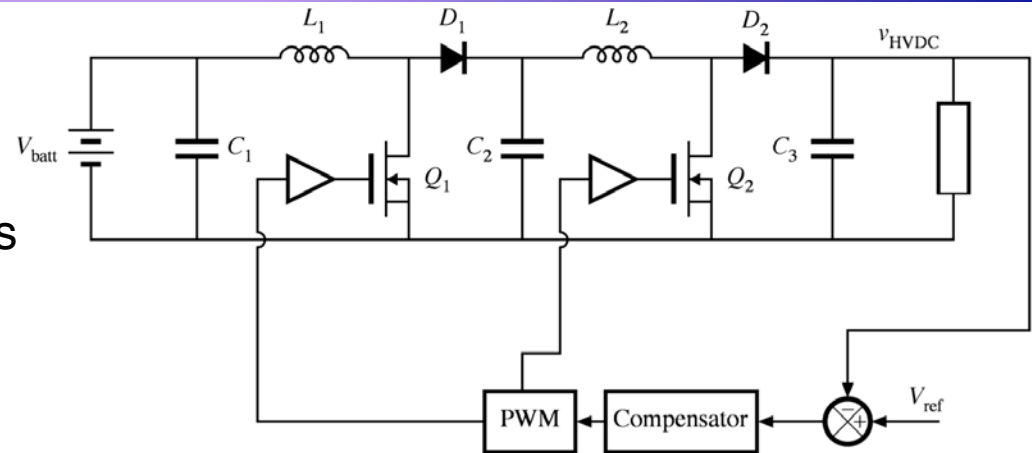 L1 D1 L2 D2 vHVDC
Vbatt C1 Q1 C2 Q2 C3
s
PWM Compensator − + Vref